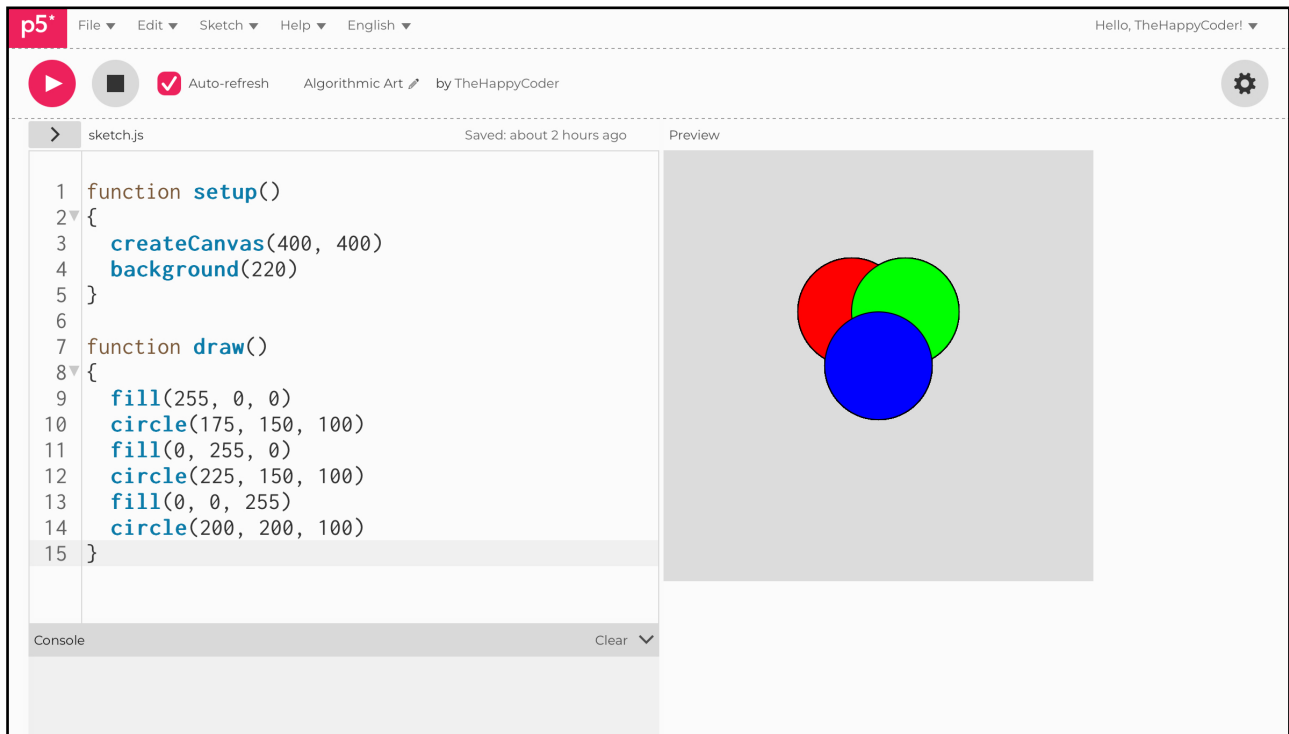 p5* File Edit Sketch Help English Hello, TheHappyCoder!
Auto-refresh Algorithmic Art by TheHappyCoder
sketch.js Saved: about 2 hours ago Preview
1 function setup()
2 {
3   createCanvas(400, 400)
4   background(220)
5 }
6
7 function draw()
8 {
9   fill(255, 0, 0)
10   circle(175, 150, 100)
11   fill(0, 255, 0)
12   circle(225, 150, 100)
13   fill(0, 0, 255)
14   circle(200, 200, 100)
15 }
Console Clear